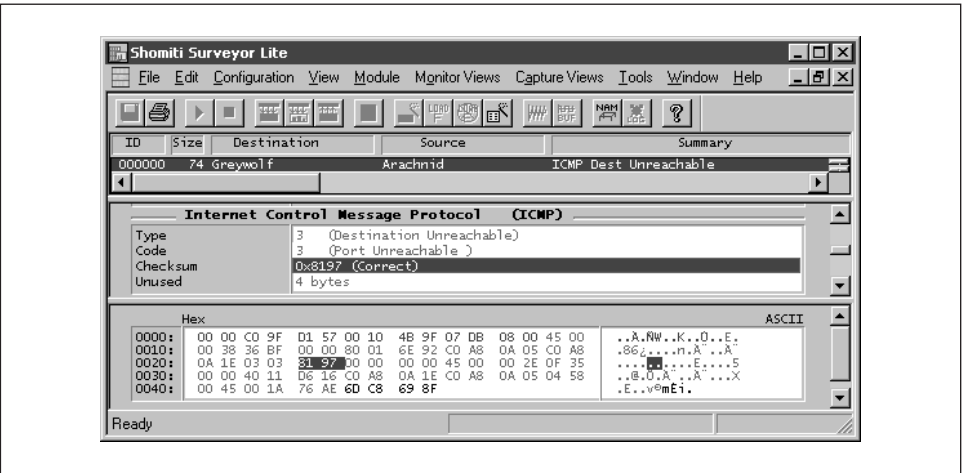 Shomiti Surveyor Lite
File Edit Configuration View Module Monitor Views Capture Views Tools Window Help
NAM
ID Size Destination Source Summary
000000 74 Greywolf Arachnid ICMP Dest Unreachable
Internet Control Message Protocol (ICMP)
Type 3 (Destination Unreachable)
Code 3 (Port Unreachable )
Checksum 0x8197 (Correct)
Unused 4 bytes
Hex ASCII
0000: 00 00 C0 9F D1 57 00 10 4B 9F 07 DB 08 00 45 00 ..À.ÑW..K..Û..E.
0010: 00 38 36 BF 00 00 80 01 6E 92 C0 A8 0A 05 C0 A8 .86¿....n.À¨..À¨
0020: 0A 1E 03 03 81 97 00 00 00 00 45 00 00 2E 0F 35 ..........E....5
0030: 00 00 40 11 D6 16 C0 A8 0A 1E C0 A8 0A 05 04 58 ..@.Ö.À¨..À¨...X
0040: 00 45 00 1A 76 AE 6D C8 69 8F .E..v®mÈi.
Ready